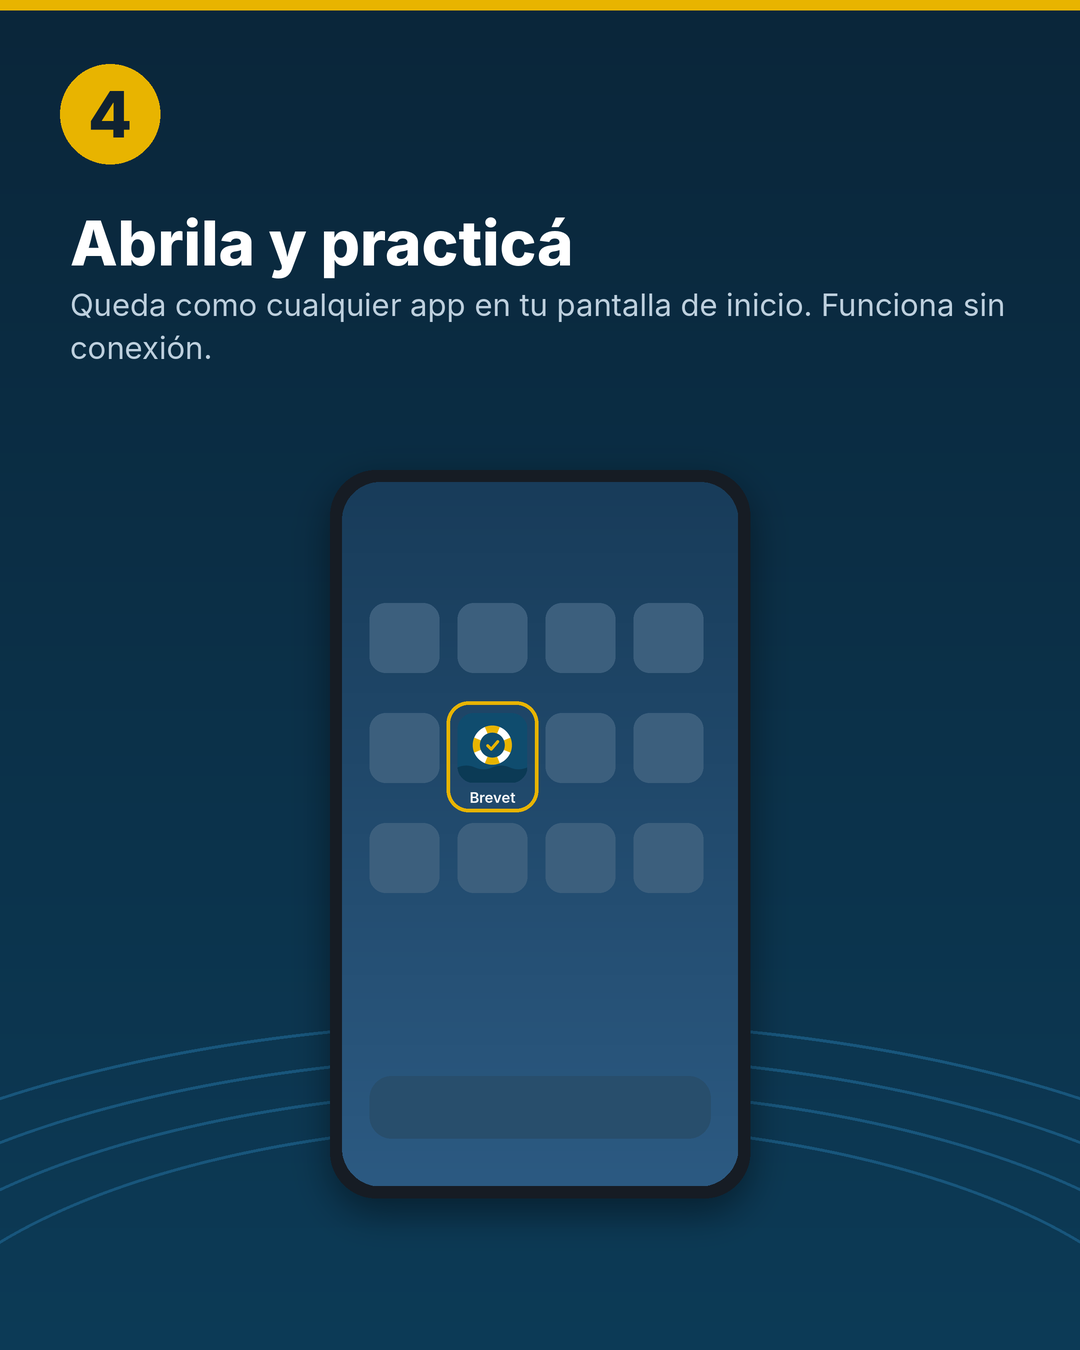 4
Abrila y practicá
Queda como cualquier app en tu pantalla de inicio. Funciona sin
conexión.
Brevet